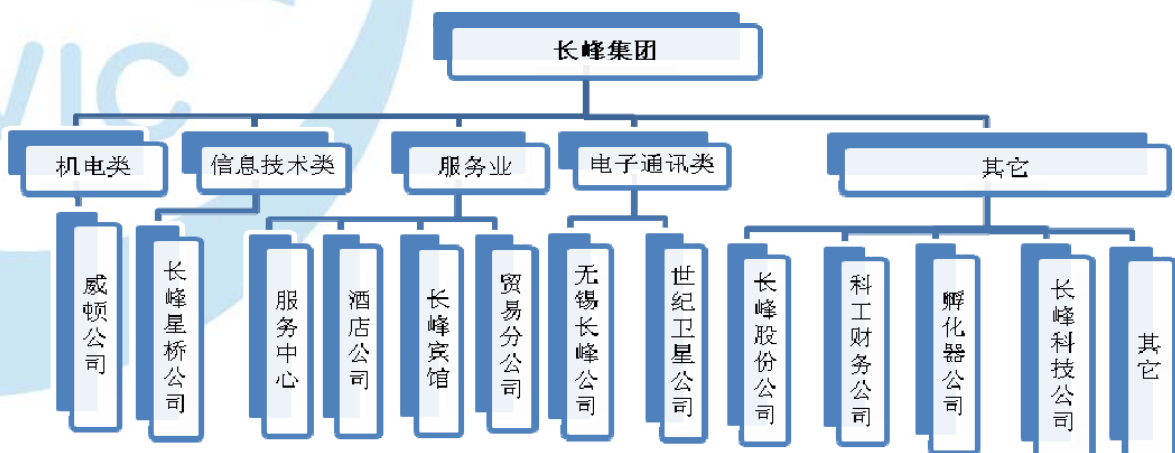 VIC
长峰集团
机电类
信息技术类
服务业
电子通讯类
其它
威顿公司
长峰星桥公司
服务中心
酒店公司
长峰宾馆
贸易分公司
无锡长峰公司
世纪卫星公司
长峰股份公司
科工财务公司
孵化器公司
长峰科技公司
其它